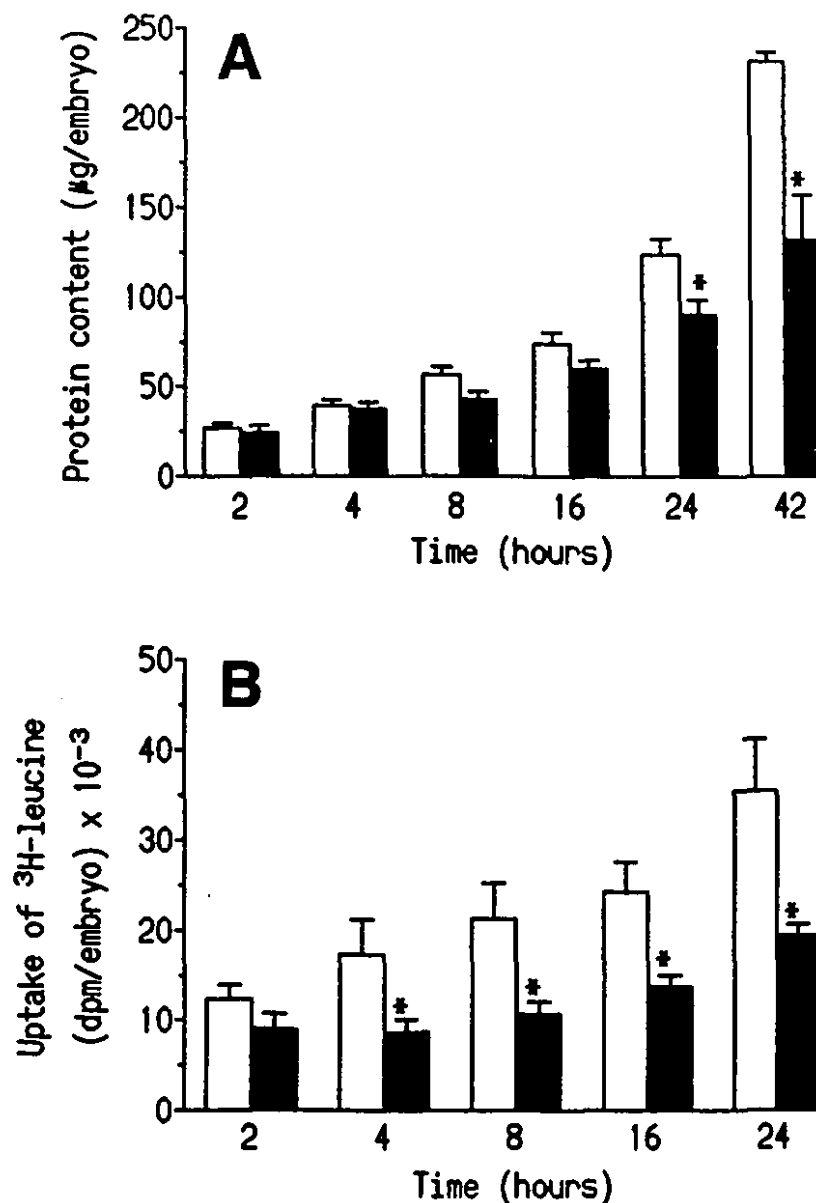 A
Protein content (µg/embryo)
250
200
150
100
50
0
*
*
2 4 8 16 24 42
Time (hours)
B
Uptake of ³H-leucine
(dpm/embryo) x 10⁻³
50
40
30
20
10
0
* * * *
2 4 8 16 24
Time (hours)